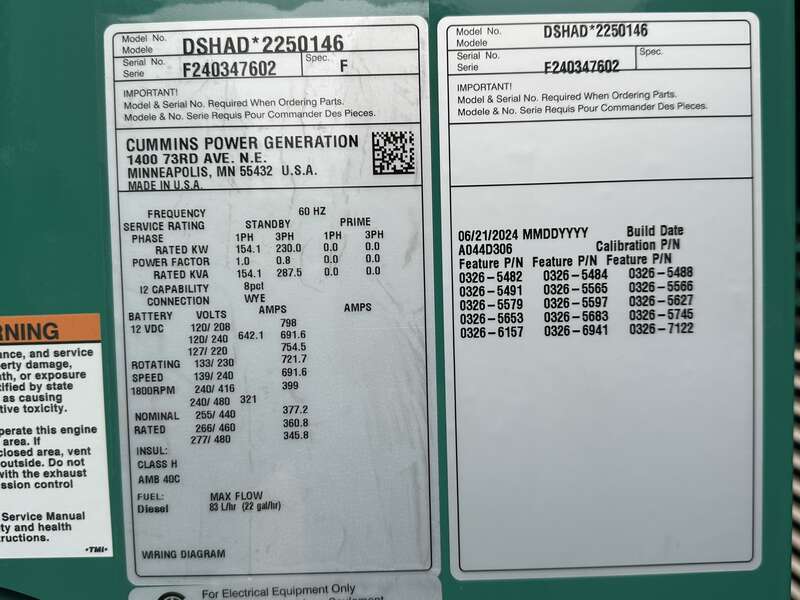 Model No.
Modele
DSHAD*2250146
Serial No.
Serie
F240347602
Spec.
F
IMPORTANT!
Model & Serial No. Required When Ordering Parts.
Modele & No. Serie Requis Pour Commander Des Pieces.
CUMMINS POWER GENERATION
1400 73RD AVE. N.E.
MINNEAPOLIS, MN 55432 U.S.A.
MADE IN U.S.A.
FREQUENCY 60 HZ
SERVICE RATING STANDBY PRIME
PHASE 1PH 3PH 1PH 3PH
RATED KW 154.1 230.0 0.0 0.0
POWER FACTOR 1.0 0.8 0.0 0.0
RATED KVA 154.1 287.5 0.0 0.0
I2 CAPABILITY 8pct
CONNECTION WYE
BATTERY VOLTS AMPS AMPS
12 VDC 120/ 208 798
120/ 240 642.1 691.6
127/ 220 754.5
ROTATING 133/ 230 721.7
SPEED 139/ 240 691.6
1800RPM 240/ 416 399
240/ 480 321
NOMINAL 255/ 440 377.2
RATED 266/ 460 360.8
277/ 480 345.8
INSUL:
CLASS H
AMB 40C
FUEL: MAX FLOW
Diesel 83 L/hr (22 gal/hr)
WIRING DIAGRAM
For Electrical Equipment Only
Model No.
Modele
DSHAD*2250146
Serial No.
Serie
F240347602
Spec.
IMPORTANT!
Model & Serial No. Required When Ordering Parts.
Modele & No. Serie Requis Pour Commander Des Pieces.
06/21/2024 MMDDYYYY Build Date
A044D306 Calibration P/N
Feature P/N Feature P/N Feature P/N
0326-5482 0326-5484 0326-5488
0326-5491 0326-5565 0326-5566
0326-5579 0326-5597 0326-5627
0326-5653 0326-5683 0326-5745
0326-6157 0326-6941 0326-7122
RNING
ance, and service
perty damage,
ath, or exposure
ntified by state
as causing
tive toxicity.
perate this engine
area. If
closed area, vent
outside. Do not
with the exhaust
ssion control
Service Manual
ty and health
tructions.
•TMI•